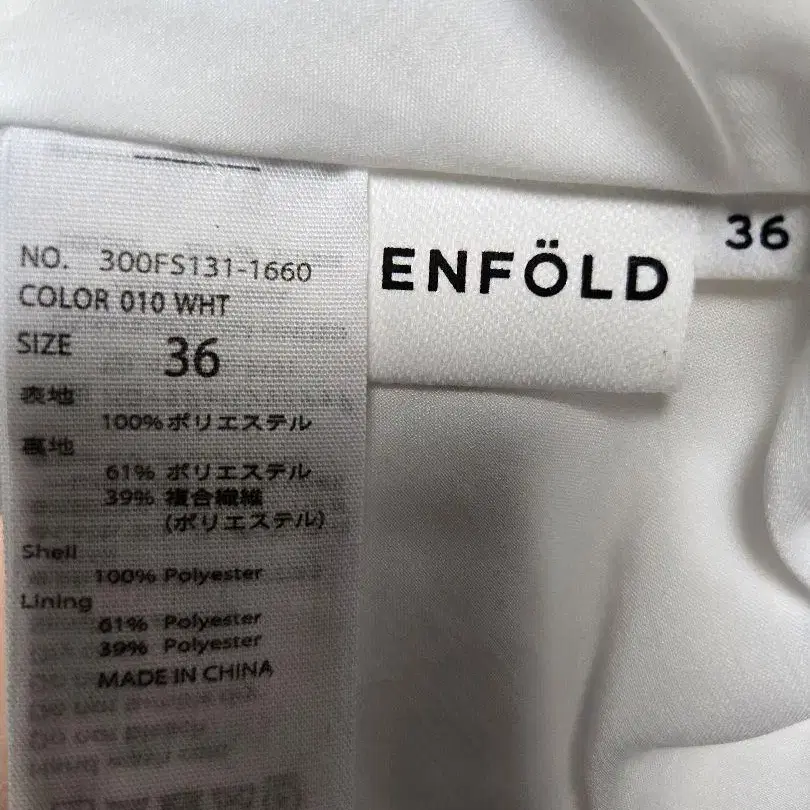 NO. 300FS131-1660
COLOR 010 WHT
SIZE 36
表地
100%ポリエステル
裏地
61% ポリエステル
39% 複合繊維
(ポリエステル)
Shell
100% Polyester
Lining
61% Polyester
39% Polyester
MADE IN CHINA
ENFÖLD
36